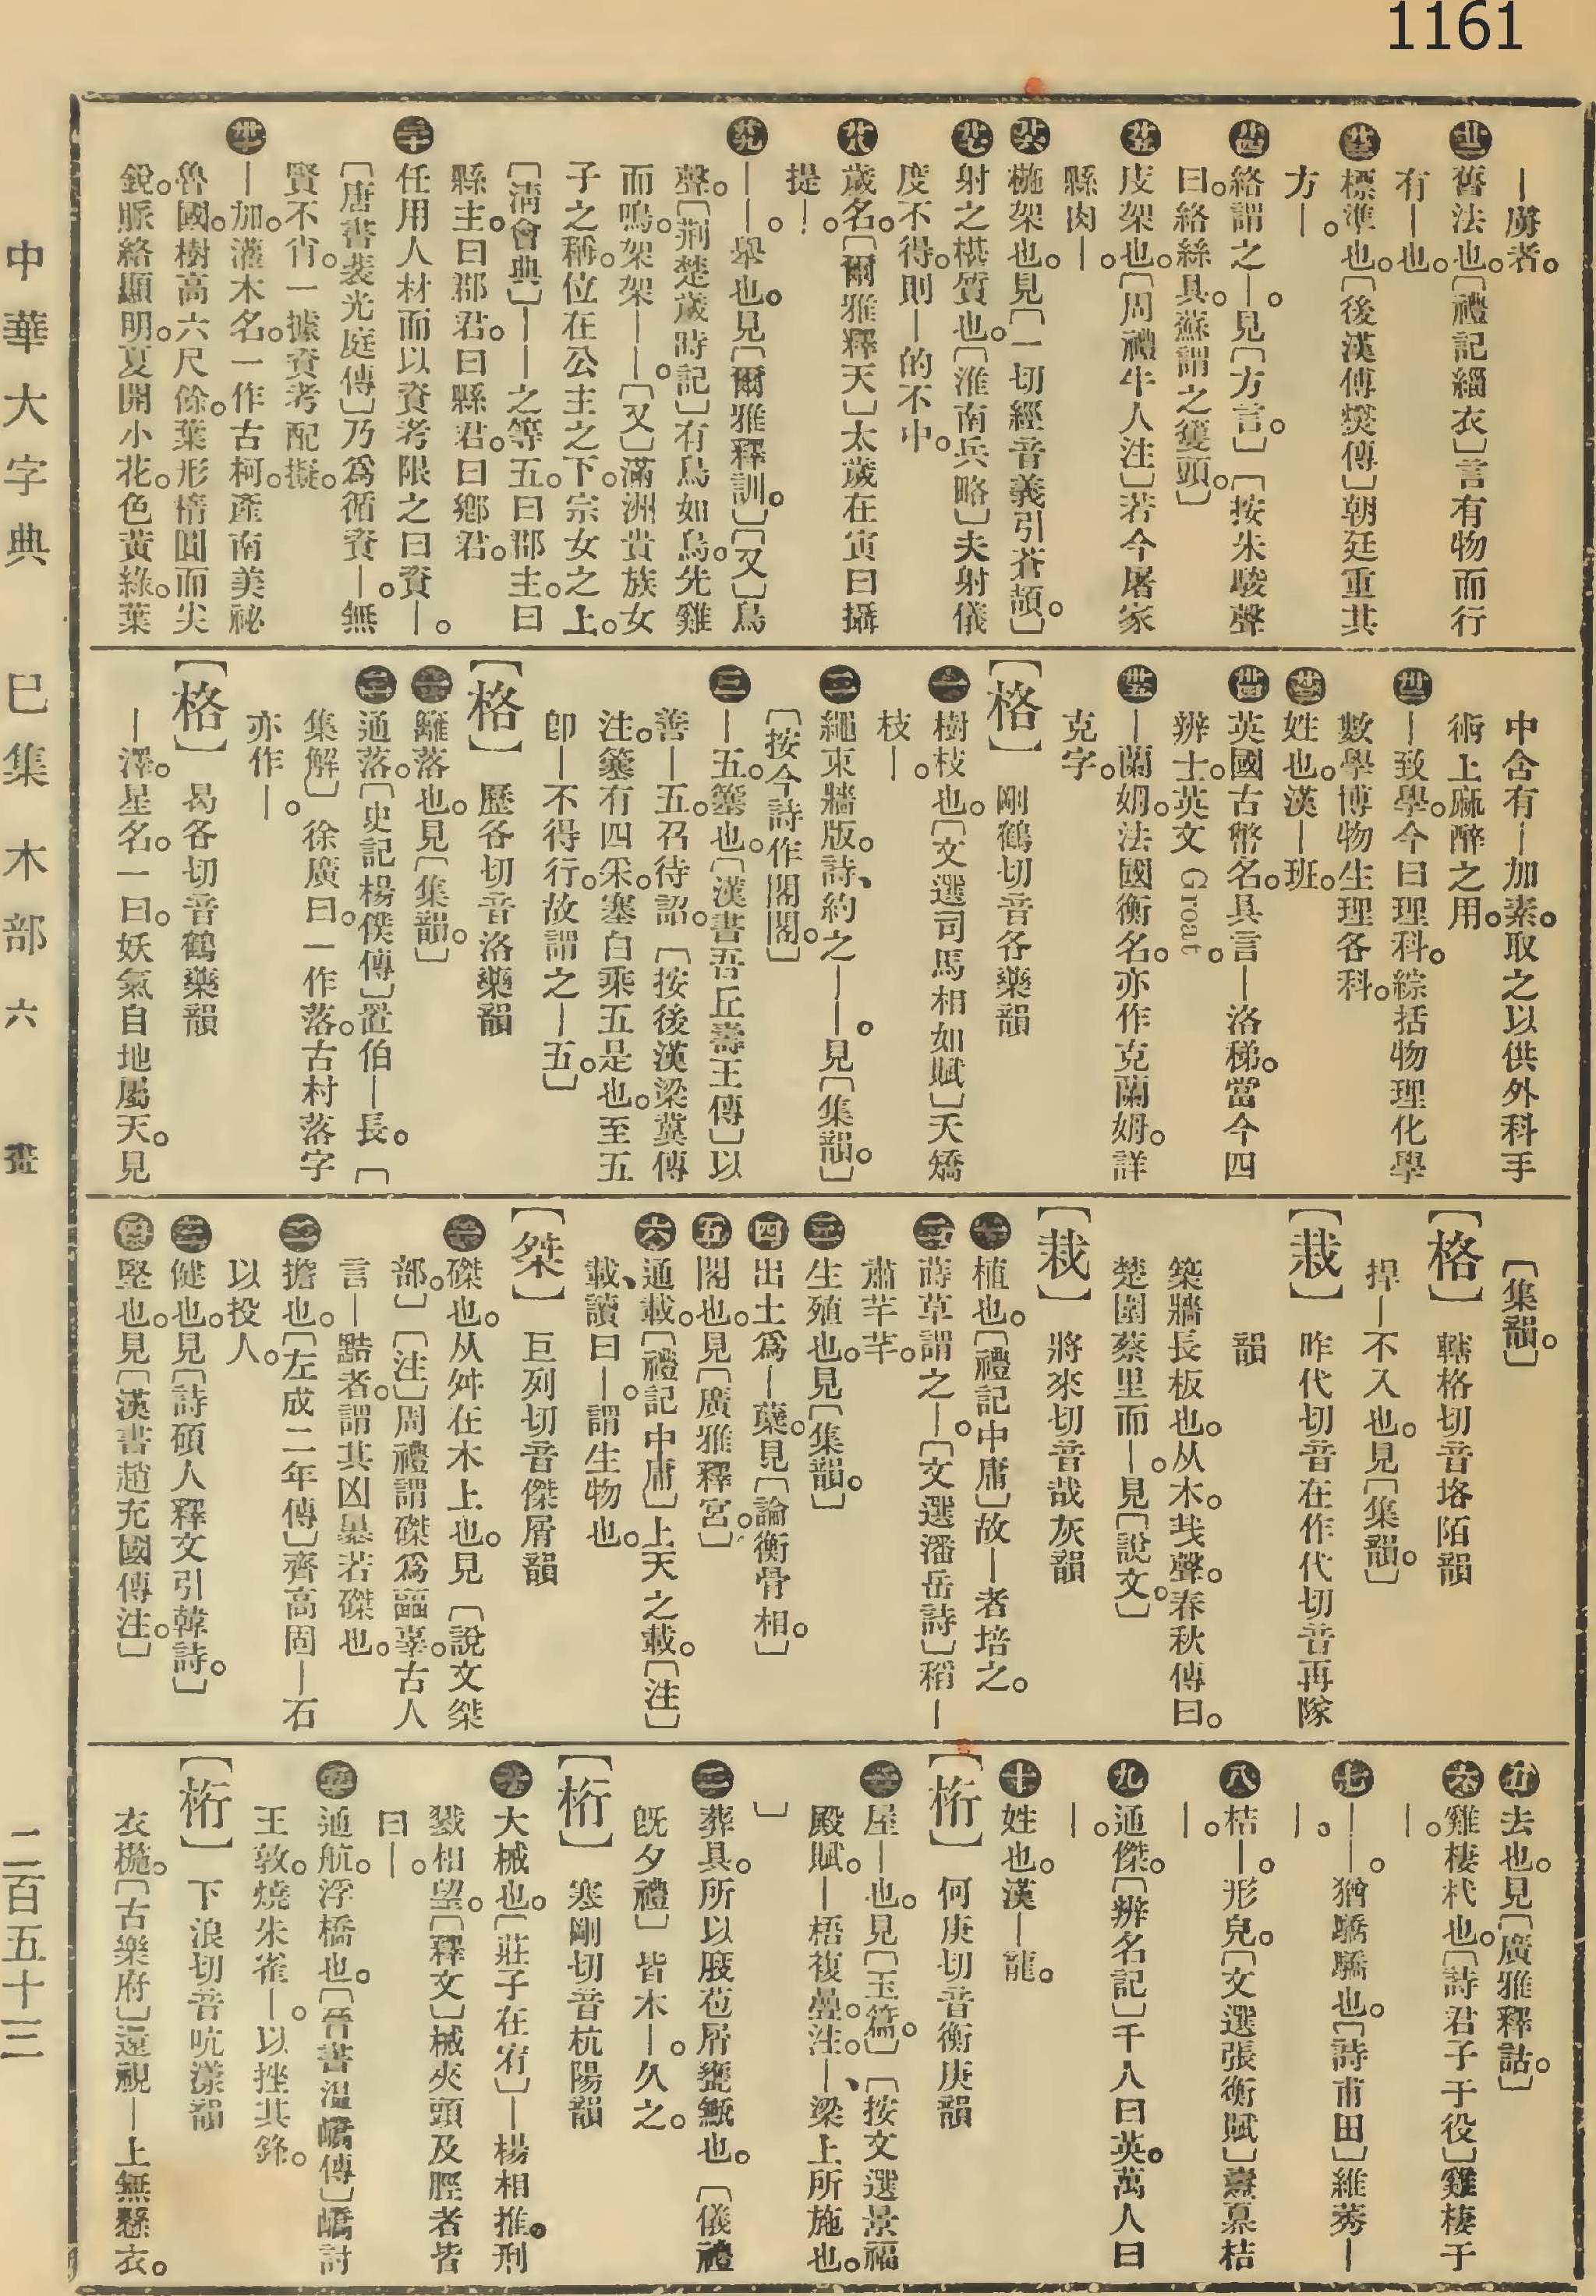 1161
｜虜者。
廿二 舊法也。〔禮記緇衣〕言有物而行
有｜也。
廿三 標準也。〔後漢傅燮傳〕朝廷重其
方｜。
廿四 絡謂之｜。見〔方言。〕〔按朱駿聲
曰。絡絲具。蘇謂之篗頭。〕
廿五 庋架也。〔周禮牛人注〕若今屠家
縣肉｜。
廿六 椸架也。見〔一切經音義引蒼頡。〕
廿七 射之椹質也。〔淮南兵略〕夫射儀
度不得。則｜的不中。
廿八 歲名。〔爾雅釋天〕太歲在寅曰攝
提｜。
廿九 ｜｜。舉也。見〔爾雅釋訓。〕〔又〕鳥
聲。〔荊楚歲時記〕有鳥如烏。先雞
而鳴。架架｜｜。〔又〕滿洲貴族女
子之稱。位在公主之下。宗女之上。
〔淸會典〕｜｜之等五。曰郡主。曰
縣主。曰郡君。曰縣君。曰鄉君。
三十 任用人材而以資考限之曰資｜。
〔唐書裴光庭傳〕乃爲循資｜。無
賢不肖。一據資考配擬。
卅一 ｜加。灌木名。一作古柯。產南美祕
魯國。樹高六尺餘。葉形橢圓而尖
銳。脈絡顯明。夏開小花。色黃綠。葉
中含有｜加素。取之以供外科手
術上麻醉之用。
卅二 ｜致學。今曰理科。綜括物理化學
數學博物生理各科。
卅三 姓也。漢｜班。
卅四 英國古幣名。具言｜洛梯。當今四
辨士。英文 Groat。
卅五 ｜蘭姆。法國衡名。亦作克蘭姆。詳
克字。
〔格〕 剛鶴切音各藥韻
一 樹枝也。〔文選司馬相如賦〕夭矯
枝｜。
二 繩束牆版。詩、約之｜｜。見〔集韻。〕
〔按今詩作閣閣。〕
三 ｜五。簺也。〔漢書吾丘壽王傳〕以
善｜五召待詔。〔按後漢梁冀傳
注。簺有四采。塞白乘五是也。至五
卽｜不得行。故謂之｜五。〕
〔格〕 歷各切音洛藥韻
一 籬落也。見〔集韻。〕
二 通落。〔史記楊僕傳〕置伯｜長。〔
集解〕。徐廣曰。一作落。古村落字
亦作｜。
〔格〕 曷各切音鶴藥韻
｜澤。星名。一曰。妖氣自地屬天。見
〔集韻。〕
〔格〕 轄格切音垎陌韻
捍｜不入也。見〔集韻。〕
〔栽〕 昨代切音在作代切音再隊
韻
築牆長板也。从木。𢦏聲。春秋傳曰。
楚圍蔡里而｜。見〔說文。〕
〔栽〕 將來切音哉灰韻
一 植也。〔禮記中庸〕故｜者培之。
二 蒔草謂之｜。〔文選潘岳詩〕稻｜
肅芊芊。
三 生殖也。見〔集韻。〕
四 出土爲｜蘖。見〔論衡骨相。〕
五 閣也。見〔廣雅釋宮。〕
六 通載。〔禮記中庸〕上天之載。〔注〕
載、讀曰｜。謂生物也。
〔桀〕 巨列切音傑屑韻
一 磔也。从舛在木上也。見〔說文桀
部。〕〔注〕周禮謂磔爲疈辜。古人
言｜黠者。謂其凶暴若磔也。
二 擔也。〔左成二年傳〕齊高固｜石
以投人。
三 健也。見〔詩碩人釋文引韓詩。〕
四 堅也。見〔漢書趙充國傳注。〕
五 去也。見〔廣雅釋詁。〕
六 雞棲杙也。〔詩君子于役〕雞棲于
｜。
七 ｜｜。猶驕驕也。〔詩甫田〕維莠｜
｜。
八 桔｜。形皃。〔文選張衡賦〕㯱㮣桔
｜。
九 通傑。〔辨名記〕千人曰英。萬人曰
｜。
十 姓也。漢｜龍。
〔桁〕 何庚切音衡庚韻
一 屋｜也。見〔玉篇。〕〔按文選景福
殿賦。｜梧複疊。注。｜、梁上所施也。
〕
二 葬具。所以庪苞屑甕甒也。〔儀禮
旣夕禮〕皆木｜。久之。
〔桁〕 寒剛切音杭陽韻
一 大械也。〔莊子在宥〕｜楊相推。刑
戮相望。〔釋文〕械夾頭及脛者皆
曰｜。
二 通航。浮橋也。〔晉書溫嶠傳〕嶠討
王敦。燒朱雀｜。以挫其鋒。
〔桁〕 下浪切音吭漾韻
衣椸。〔古樂府〕還視｜上無懸衣。
中華大字典 巳集 木部 六畫 二百五十三